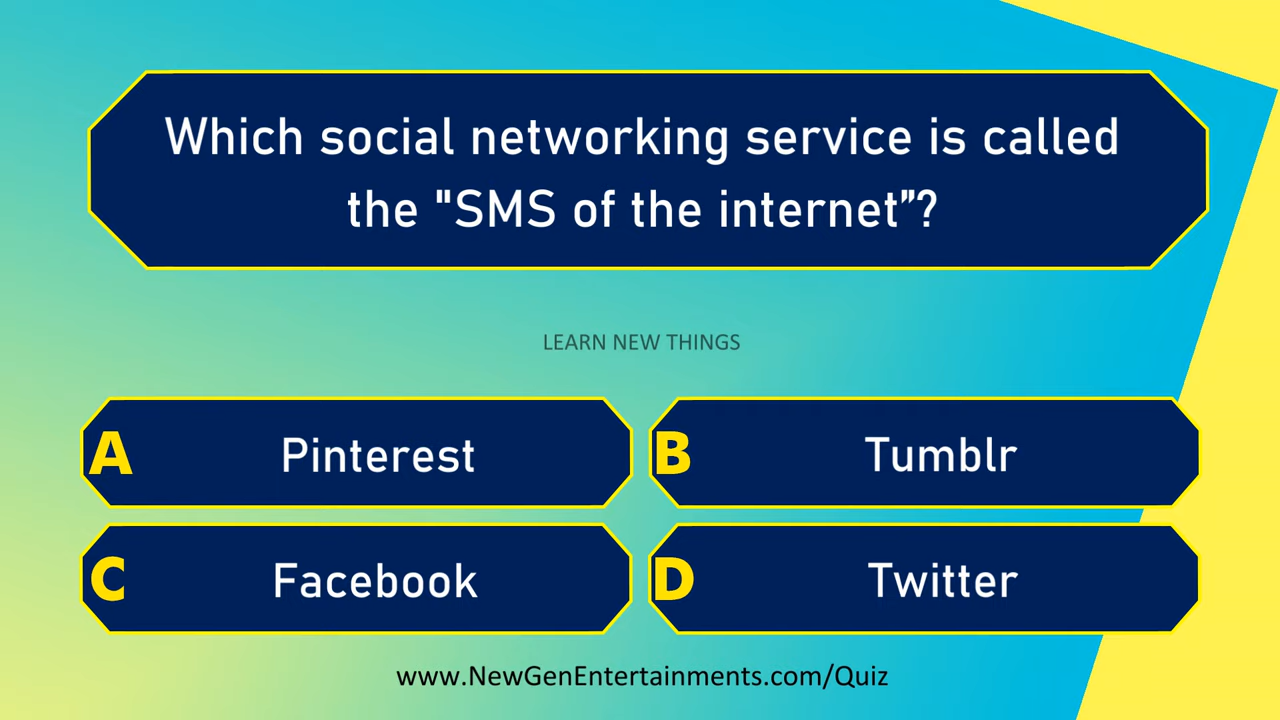 Which social networking service is called
the "SMS of the internet”?
LEARN NEW THINGS
A Pinterest
B Tumblr
C Facebook
D Twitter
www.NewGenEntertainments.com/Quiz